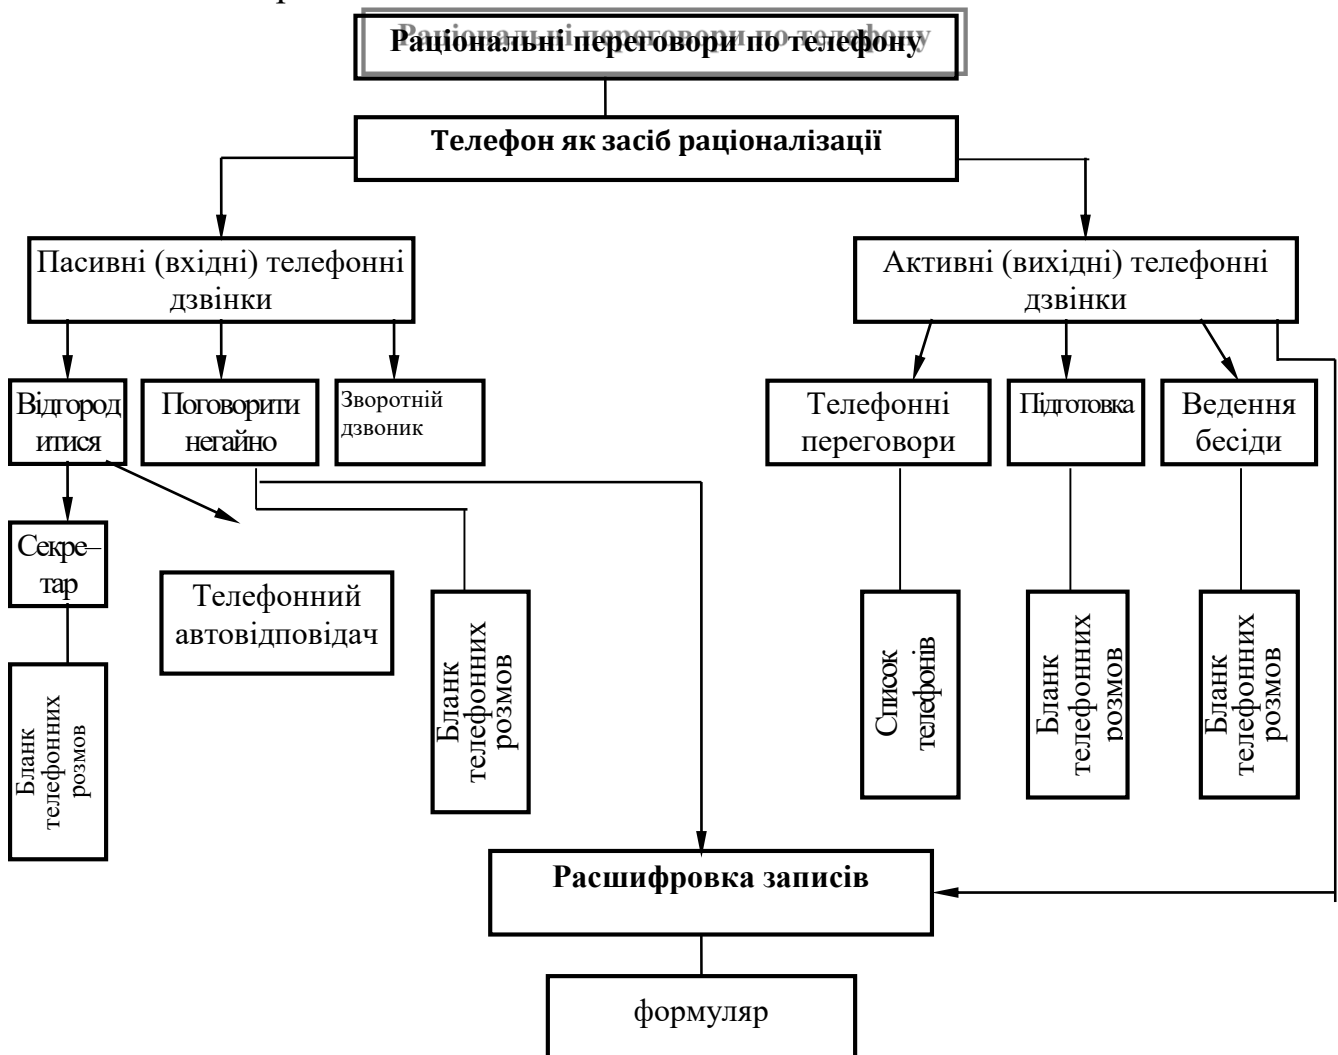 Раціональні переговори по телефону
Телефон як засіб раціоналізації
Пасивні (вхідні) телефонні
дзвінки
Активні (вихідні) телефонні
дзвінки
Відгород
итися
Поговорити
негайно
Зворотній
дзвоник
Телефонні
переговори
Підготовка
Ведення
бесіди
Секре–
тар
Телефонний
автовідповідач
Бланк
телефонних
розмов
Бланк
телефонних
розмов
Список
телефонів
Бланк
телефонних
розмов
Бланк
телефонних
розмов
Расшифровка записів
формуляр